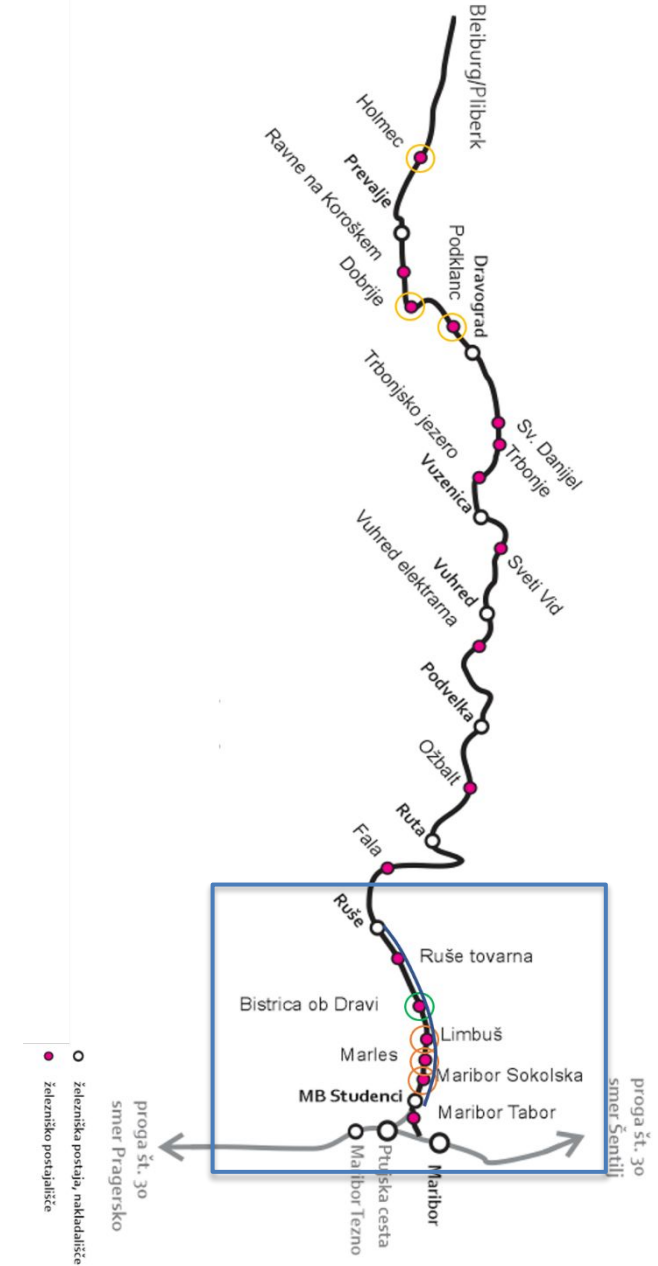 Bleiburg/Pliberk
Holmec
Prevalje
Ravne na Koroškem
Dobrije
Podklanc
Dravograd
Sv. Danijel
Trbonje
Trbonjsko jezero
Vuzenica
Sveti Vid
Vuhred
Vuhred elektrarna
Podvelka
Ožbalt
Ruta
Fala
Ruše
Ruše tovarna
Bistrica ob Dravi
Limbuš
Marles
Maribor Sokolska
MB Studenci
Maribor Tabor
Maribor
Ptujska cesta
Maribor Tezno
proga št. 30
smer Šentilj
proga št. 30
smer Pragersko
železniška postaja, nakladališče
železniško postajališče